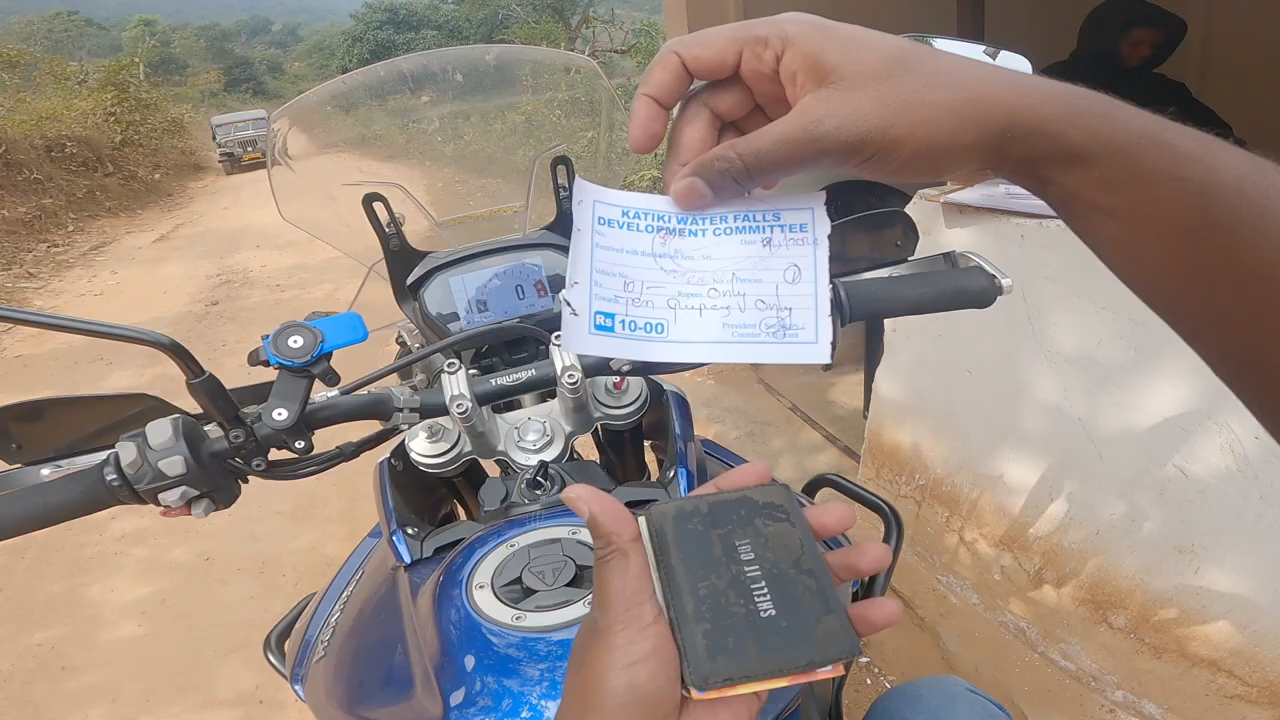 KATIKI WATER FALLS
DEVELOPMENT COMMITTEE
No. Date
Received with thanks from Smt. / Sri.
Vehicle No. No. of Persons 1
Rs. 10/- Rupees Only
Towards Ten Rupees Only
Rs 10-00
President / Secretary
Counter Assistant
TRIUMPH
0
SHELL IT OUT